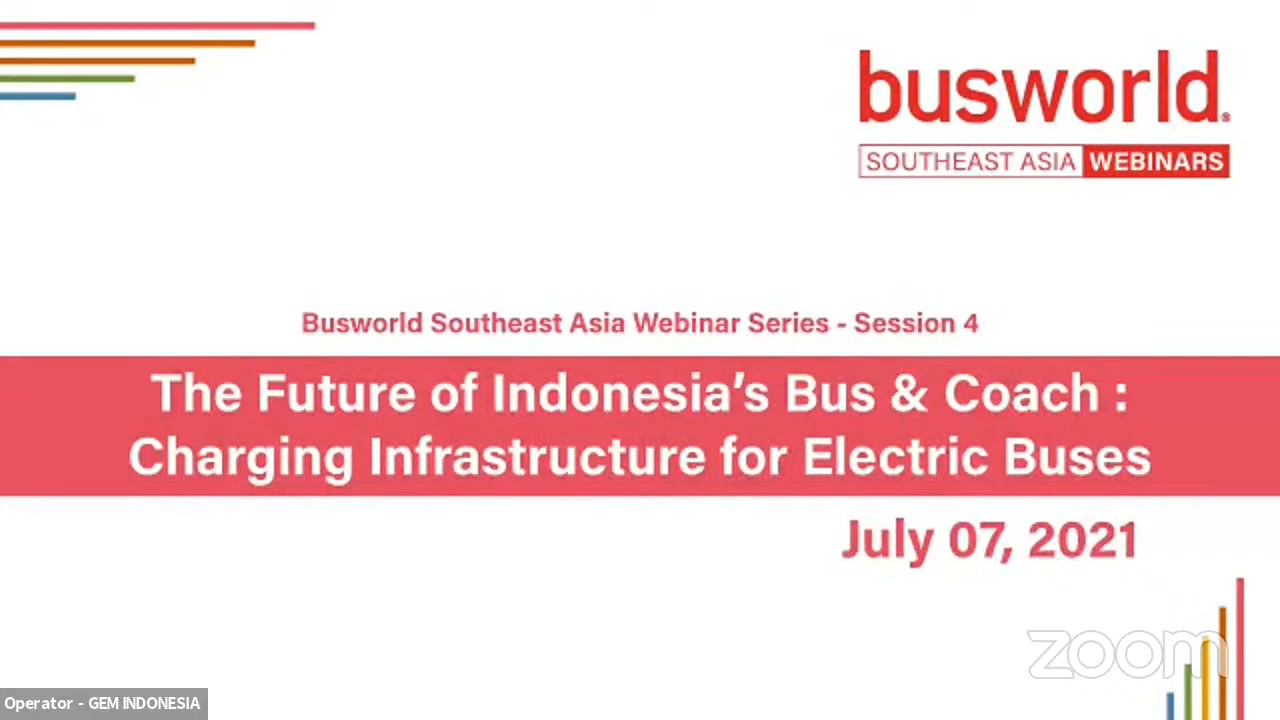 busworld®
SOUTHEAST ASIA WEBINARS
Busworld Southeast Asia Webinar Series - Session 4
The Future of Indonesia’s Bus & Coach :
Charging Infrastructure for Electric Buses
July 07, 2021
zoom
Operator - GEM INDONESIA